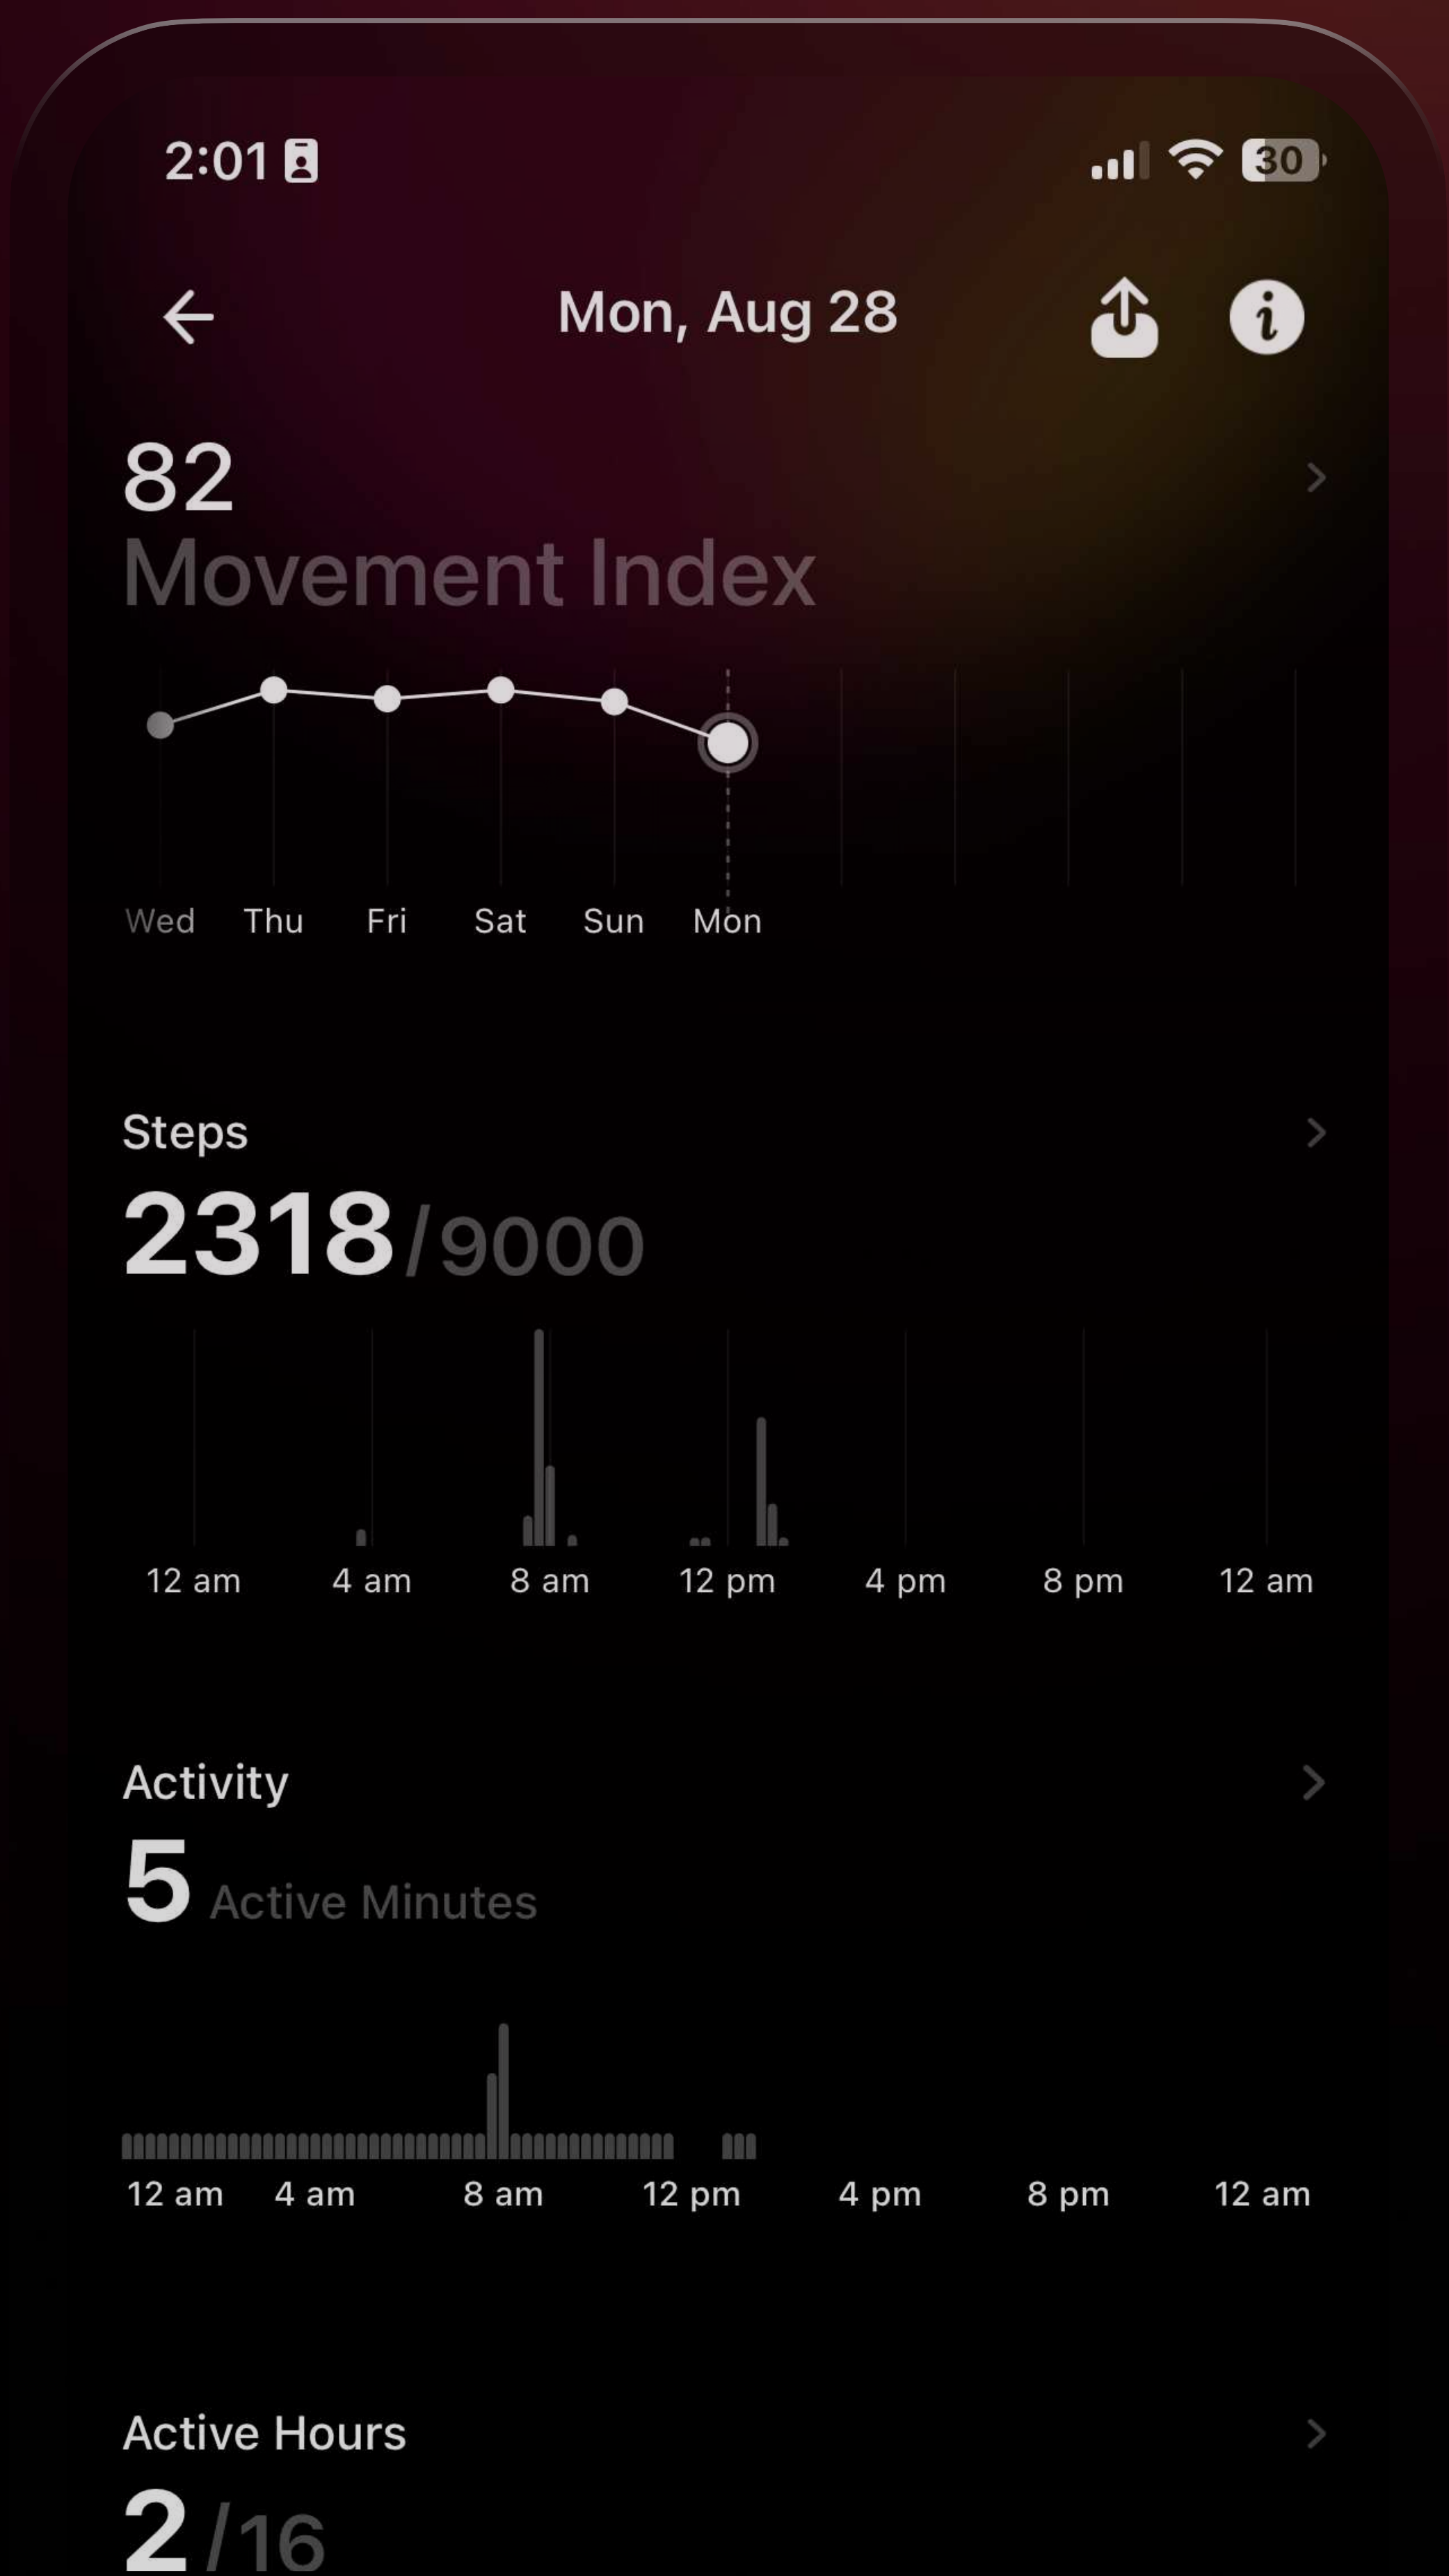 2:01 30
Mon, Aug 28
82
Movement Index
Wed Thu Fri Sat Sun Mon
Steps
2318/9000
12 am 4 am 8 am 12 pm 4 pm 8 pm 12 am
Activity
5 Active Minutes
12 am 4 am 8 am 12 pm 4 pm 8 pm 12 am
Active Hours
2/16